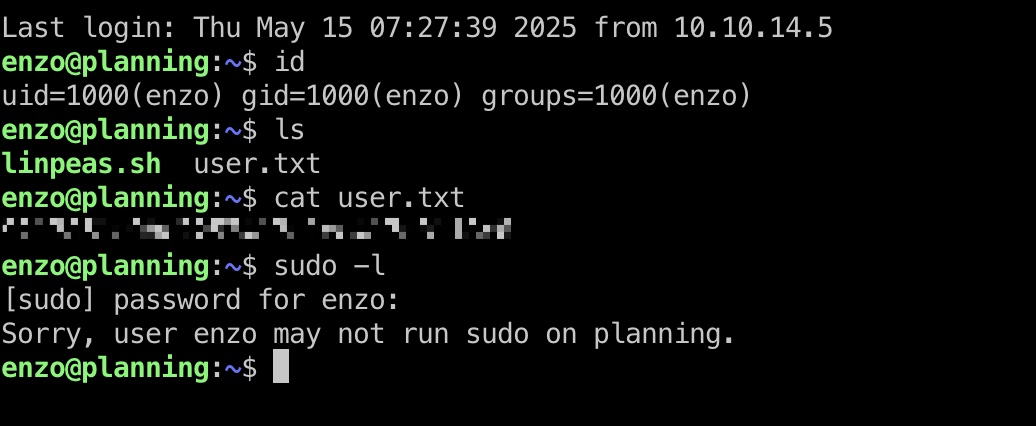 Last login: Thu May 15 07:27:39 2025 from 10.10.14.5
enzo@planning:~$ id
uid=1000(enzo) gid=1000(enzo) groups=1000(enzo)
enzo@planning:~$ ls
linpeas.sh  user.txt
enzo@planning:~$ cat user.txt
enzo@planning:~$ sudo -l
[sudo] password for enzo:
Sorry, user enzo may not run sudo on planning.
enzo@planning:~$